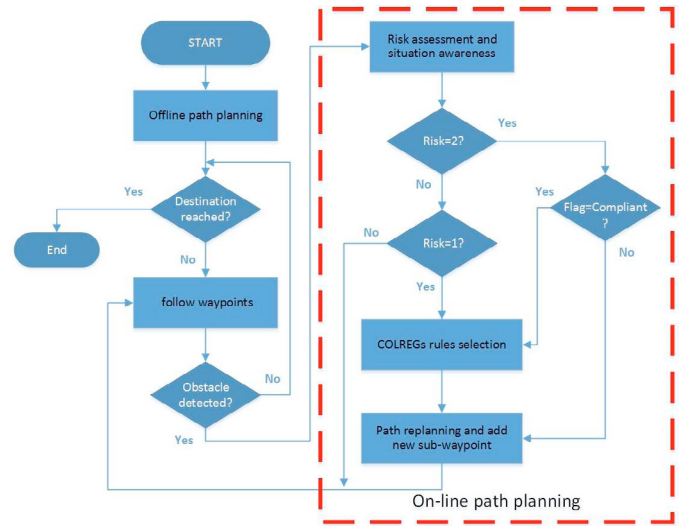 START
Offline path planning
Yes
Destination
reached?
End
No
follow waypoints
Obstacle
detected?
No
Yes
Risk assessment and
situation awareness
Risk=2?
Yes
No
Yes
Flag=Compliant
?
No
Risk=1?
No
Yes
COLREGs rules selection
Path replanning and add
new sub-waypoint
On-line path planning